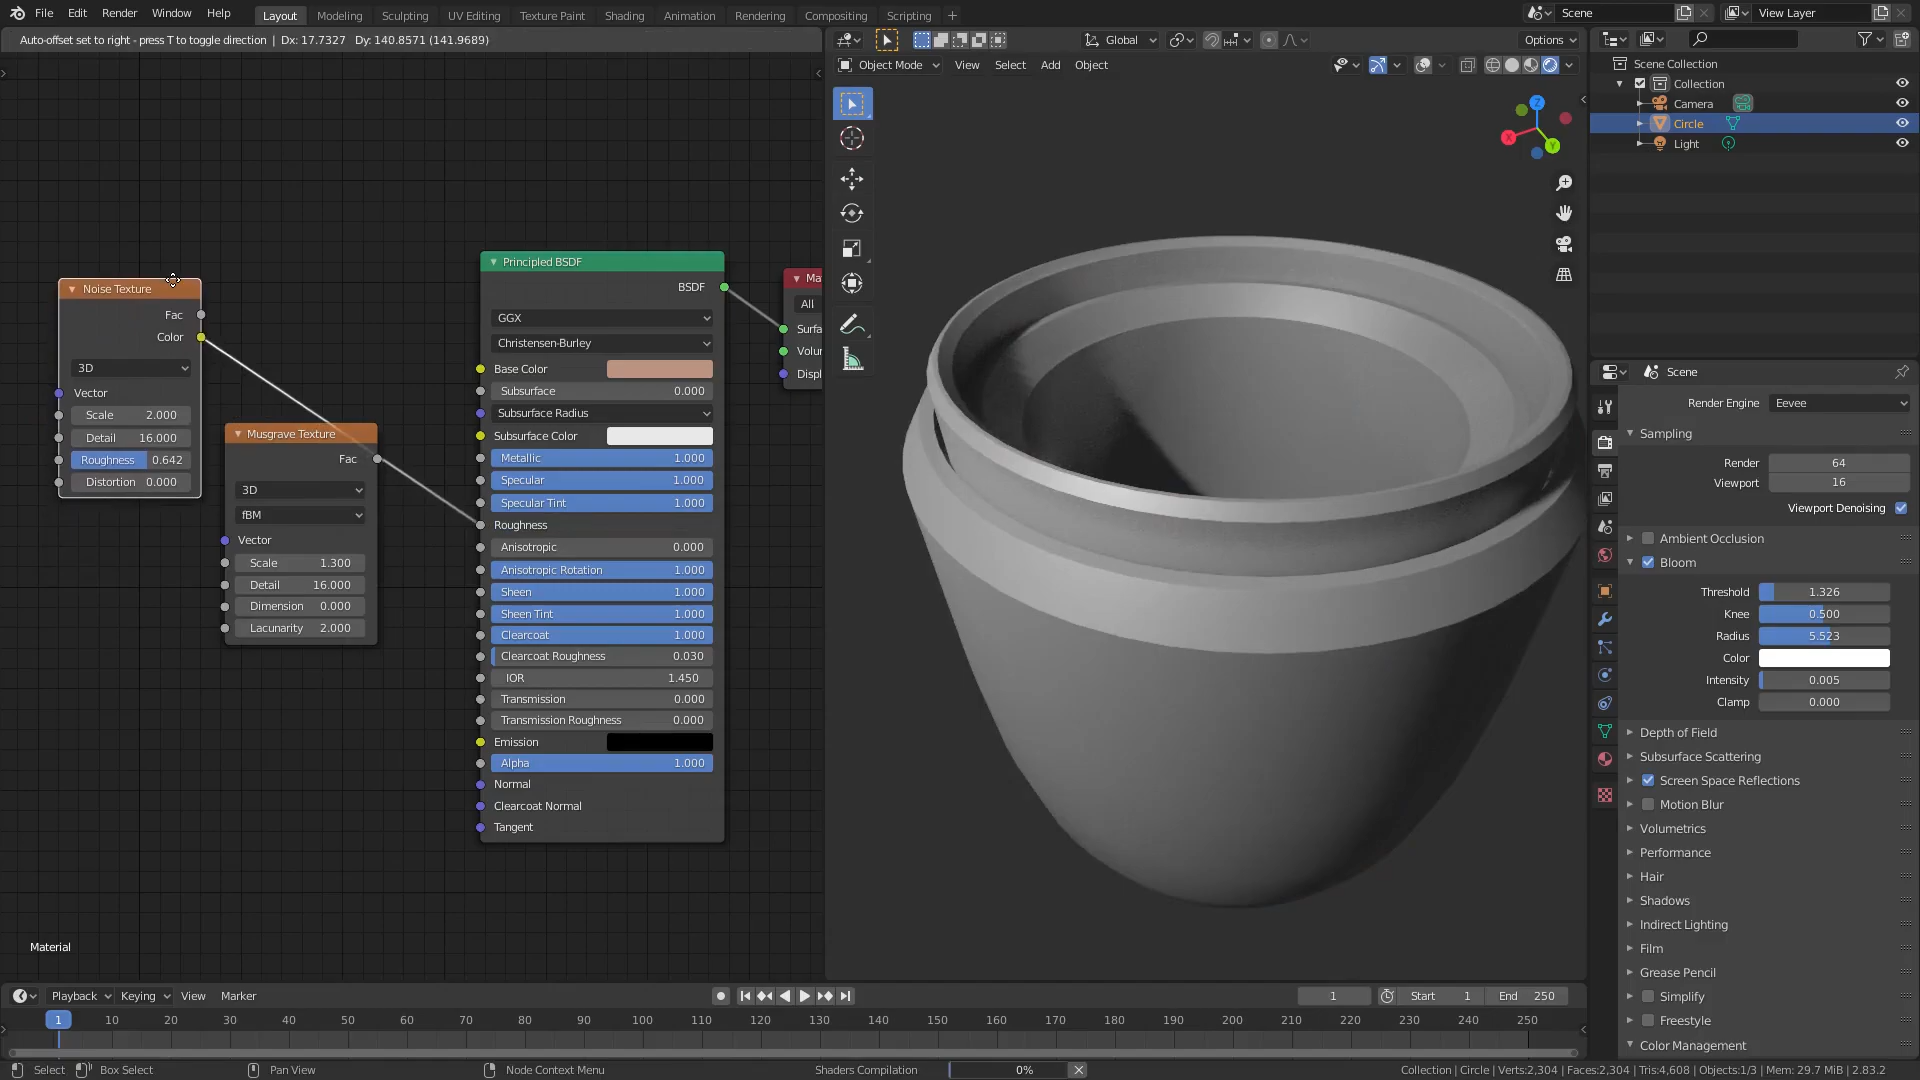 File Edit Render Window Help Layout Modeling Sculpting UV Editing Texture Paint Shading Animation Rendering Compositing Scripting + Scene View Layer
Auto-offset set to right - press T to toggle direction | Dx: 17.7327 Dy: 140.8571 (141.9689)
Global Options
Object Mode View Select Add Object
Noise Texture
Fac
Color
3D
Vector
Scale 2.000
Detail 16.000
Roughness 0.642
Distortion 0.000
Musgrave Texture
Fac
3D
fBM
Vector
Scale 1.300
Detail 16.000
Dimension 0.000
Lacunarity 2.000
Principled BSDF
BSDF
GGX
Christensen-Burley
Base Color
Subsurface 0.000
Subsurface Radius
Subsurface Color
Metallic 1.000
Specular 1.000
Specular Tint 1.000
Roughness
Anisotropic 0.000
Anisotropic Rotation 1.000
Sheen 1.000
Sheen Tint 1.000
Clearcoat 1.000
Clearcoat Roughness 0.030
IOR 1.450
Transmission 0.000
Transmission Roughness 0.000
Emission
Alpha 1.000
Normal
Clearcoat Normal
Tangent
Ma
All
Surfa
Volur
Displ
Material
Z
X
Y
Scene Collection
Collection
Camera
Circle
Light
Scene
Render Engine Eevee
Sampling
Render 64
Viewport 16
Viewport Denoising
Ambient Occlusion
Bloom
Threshold 1.326
Knee 0.500
Radius 5.523
Color
Intensity 0.005
Clamp 0.000
Depth of Field
Subsurface Scattering
Screen Space Reflections
Motion Blur
Volumetrics
Performance
Hair
Shadows
Indirect Lighting
Film
Grease Pencil
Simplify
Freestyle
Color Management
Playback Keying View Marker 1 Start 1 End 250
1 10 20 30 40 50 60 70 80 90 100 110 120 130 140 150 160 170 180 190 200 210 220 230 240 250
Select Box Select Pan View Node Context Menu Shaders Compilation 0% Collection | Circle | Verts:2,304 | Faces:2,304 | Tris:4,608 | Objects:1/3 | Mem: 29.7 MiB | 2.83.2